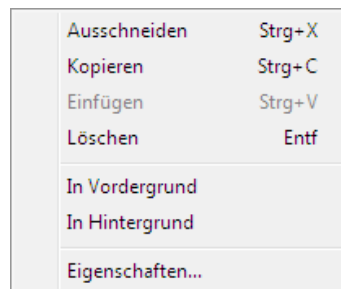 Ausschneiden Strg+X
Kopieren Strg+C
Einfügen Strg+V
Löschen Entf
In Vordergrund
In Hintergrund
Eigenschaften...